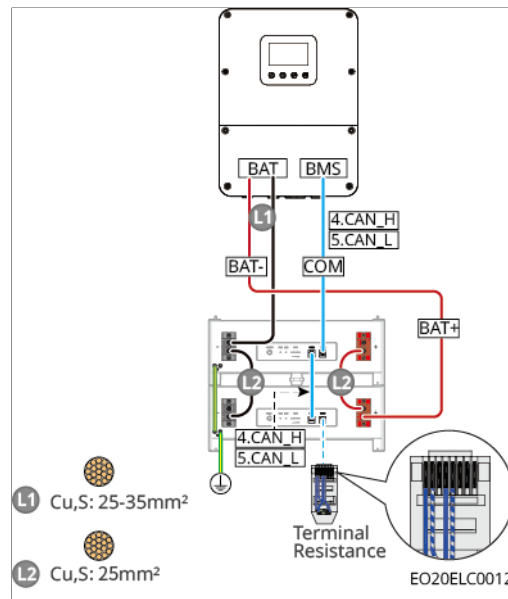 BAT BMS
L1
4.CAN_H
5.CAN_L
BAT- COM
BAT+
L2 L2
4.CAN_H
5.CAN_L
L1 Cu,S: 25-35mm²
Terminal
Resistance
L2 Cu,S: 25mm²
EO20ELC0012